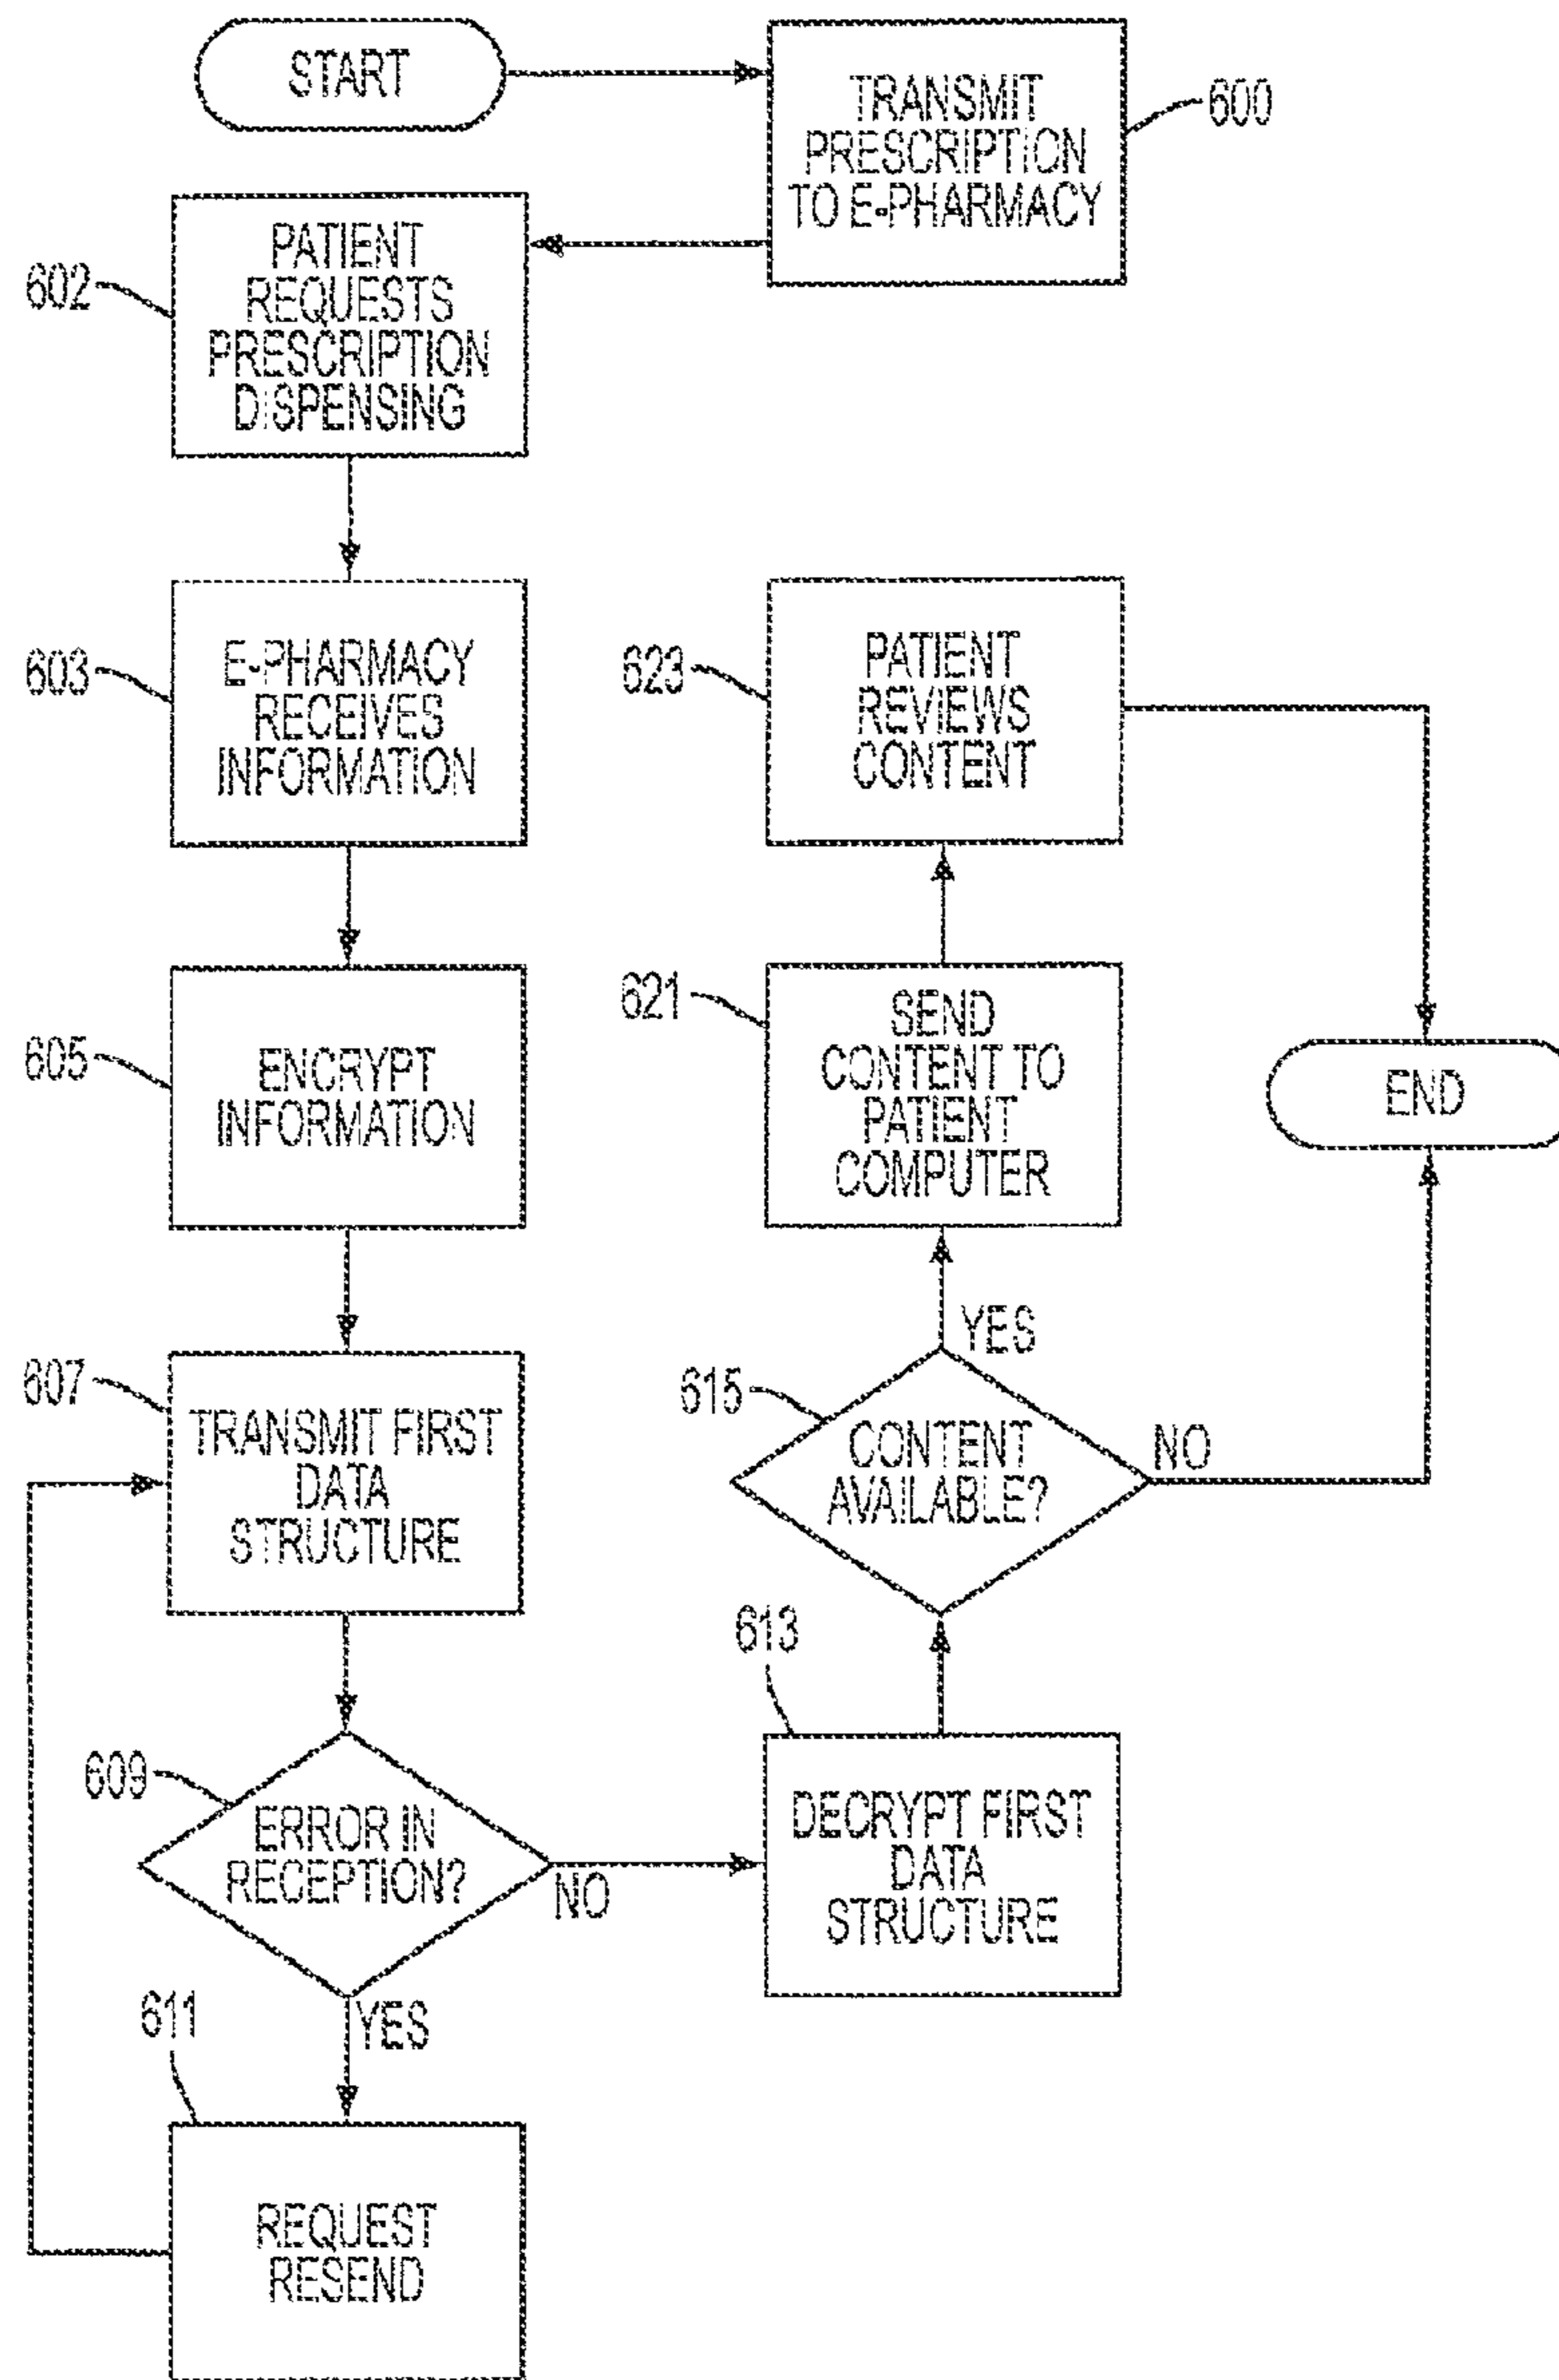 START
TRANSMIT
PRESCRIPTION
TO E-PHARMACY
600
602
PATIENT
REQUESTS
PRESCRIPTION
DISPENSING
603
E-PHARMACY
RECEIVES
INFORMATION
605
ENCRYPT
INFORMATION
607
TRANSMIT FIRST
DATA
STRUCTURE
609
ERROR IN
RECEPTION?
NO
YES
611
REQUEST
RESEND
613
DECRYPT FIRST
DATA
STRUCTURE
615
CONTENT
AVAILABLE?
YES
NO
621
SEND
CONTENT TO
PATIENT
COMPUTER
623
PATIENT
REVIEWS
CONTENT
END